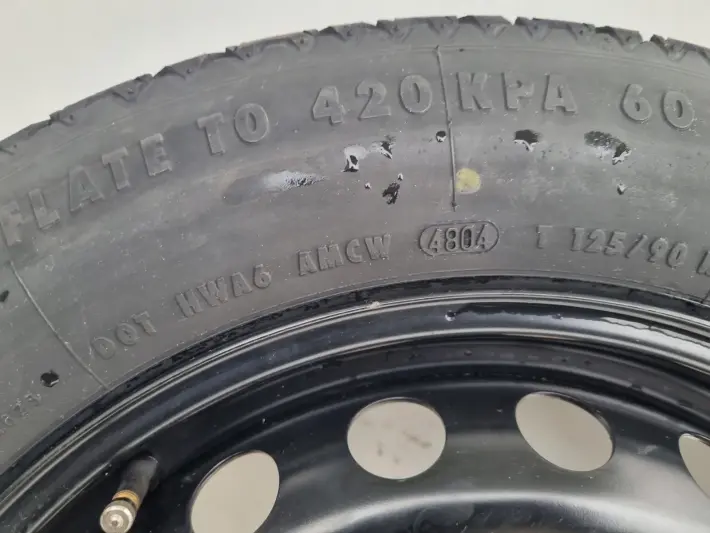 FLATE TO 420 KPA 60
DOT HWA6 AMCW 4804 T 125/90